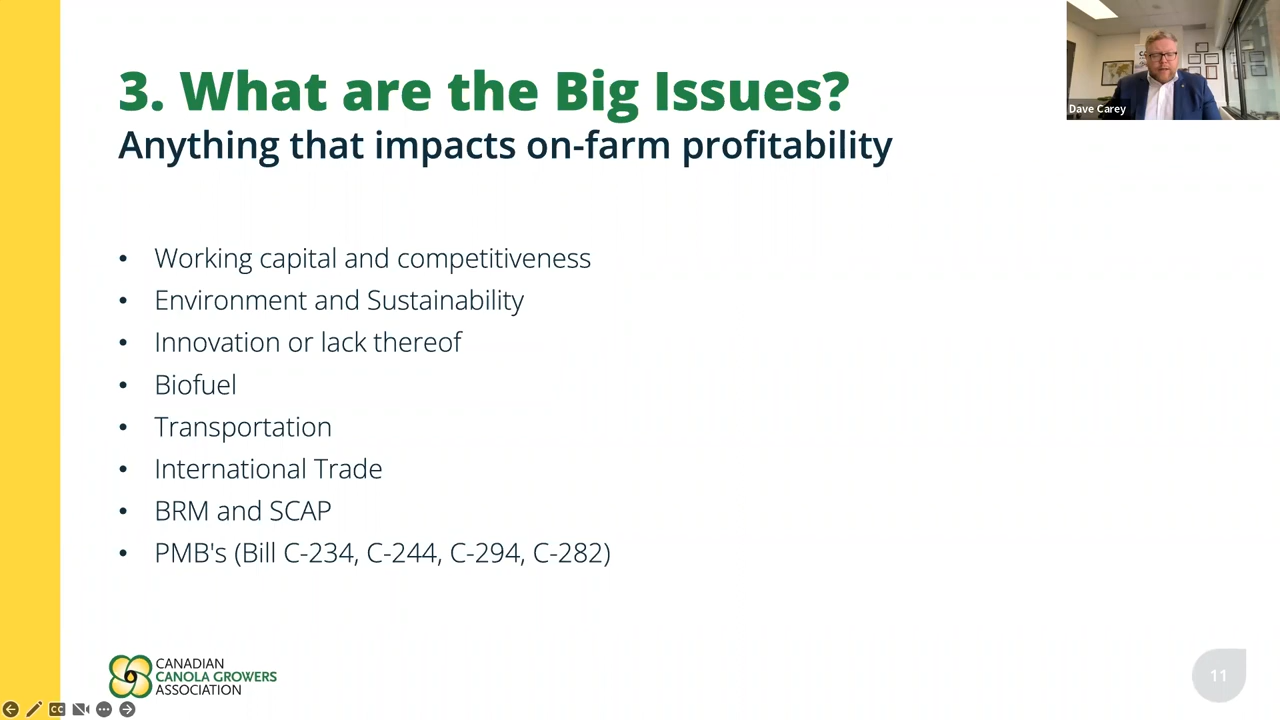 3. What are the Big Issues?
Anything that impacts on-farm profitability
Dave Carey
• Working capital and competitiveness
• Environment and Sustainability
• Innovation or lack thereof
• Biofuel
• Transportation
• International Trade
• BRM and SCAP
• PMB's (Bill C-234, C-244, C-294, C-282)
CANADIAN
CANOLA GROWERS
ASSOCIATION
11
CC